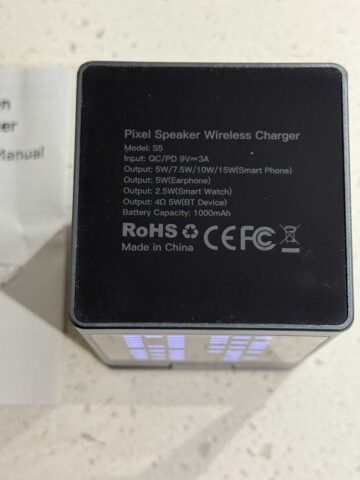 on
er
Manual
Pixel Speaker Wireless Charger
Model: S5
Input: QC/PD 9V⎓3A
Output: 5W/7.5W/10W/15W(Smart Phone)
Output: 5W(Earphone)
Output: 2.5W(Smart Watch)
Output: 4Ω 5W(BT Device)
Battery Capacity: 1000mAh
RoHS CE FC
Made in China